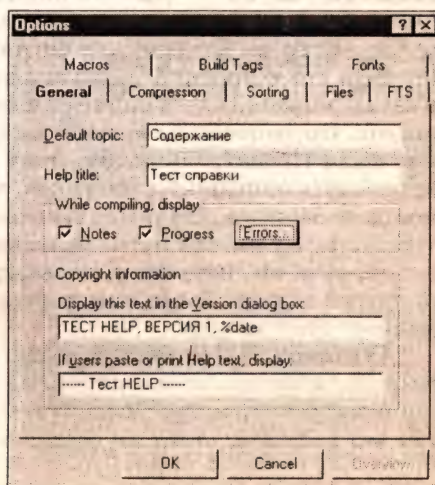 Options ? ×
Macros Build Tags Fonts
General Compression Sorting Files FTS
Default topic: Содержание
Help title: Тест справки
While compiling, display
Notes Progress Errors...
Copyright information
Display this text in the Version dialog box:
ТЕСТ HELP, ВЕРСИЯ 1, %date
If users paste or print Help text, display:
----- Тест HELP ------
OK Cancel Overview...